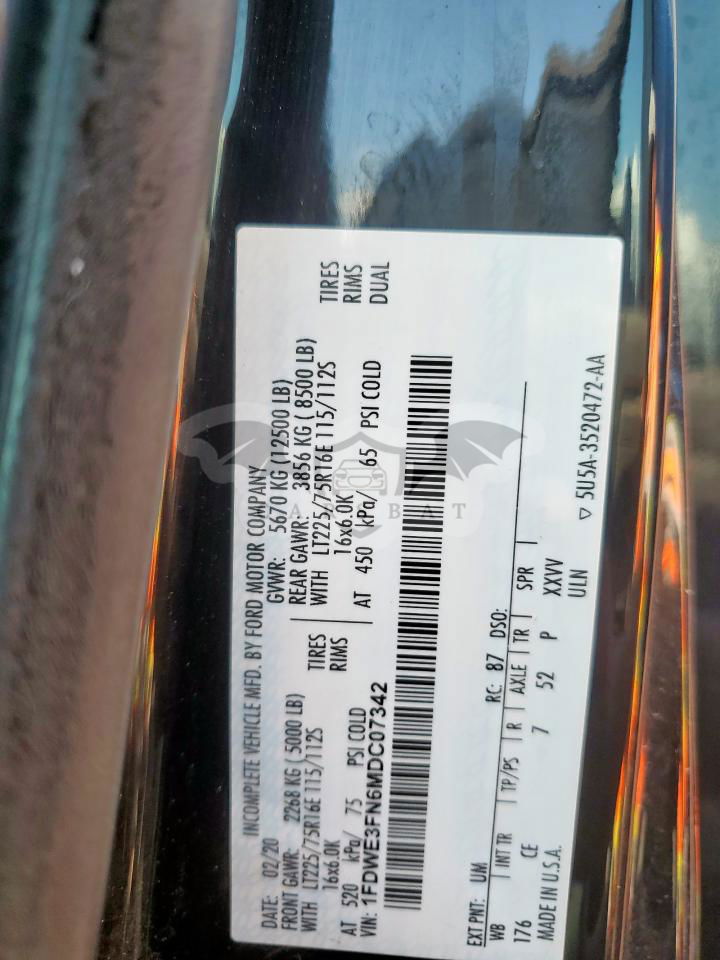 INCOMPLETE VEHICLE MFD. BY FORD MOTOR COMPANY
DATE: 02/20 GVWR: 5670 KG (12500 LB)
FRONT GAWR: 2268 KG ( 5000 LB) REAR GAWR: 3856 KG ( 8500 LB)
WITH LT225/75R16E 115/112S TIRES WITH LT225/75R16E 115/112S TIRES
16x6.0K RIMS 16x6.0K RIMS
AT 520 kPa/ 75 PSI COLD AT 450 kPa/ 65 PSI COLD DUAL
VIN: 1FDWE3FN6MDC07342
EXT PNT: UM RC: 87 DSO:
WB | INT TR | TP/PS | R | AXLE | TR | SPR |
176 CE 7 52 P XXVV
MADE IN U.S.A. ULN
▽ 5U5A-3520472-AA